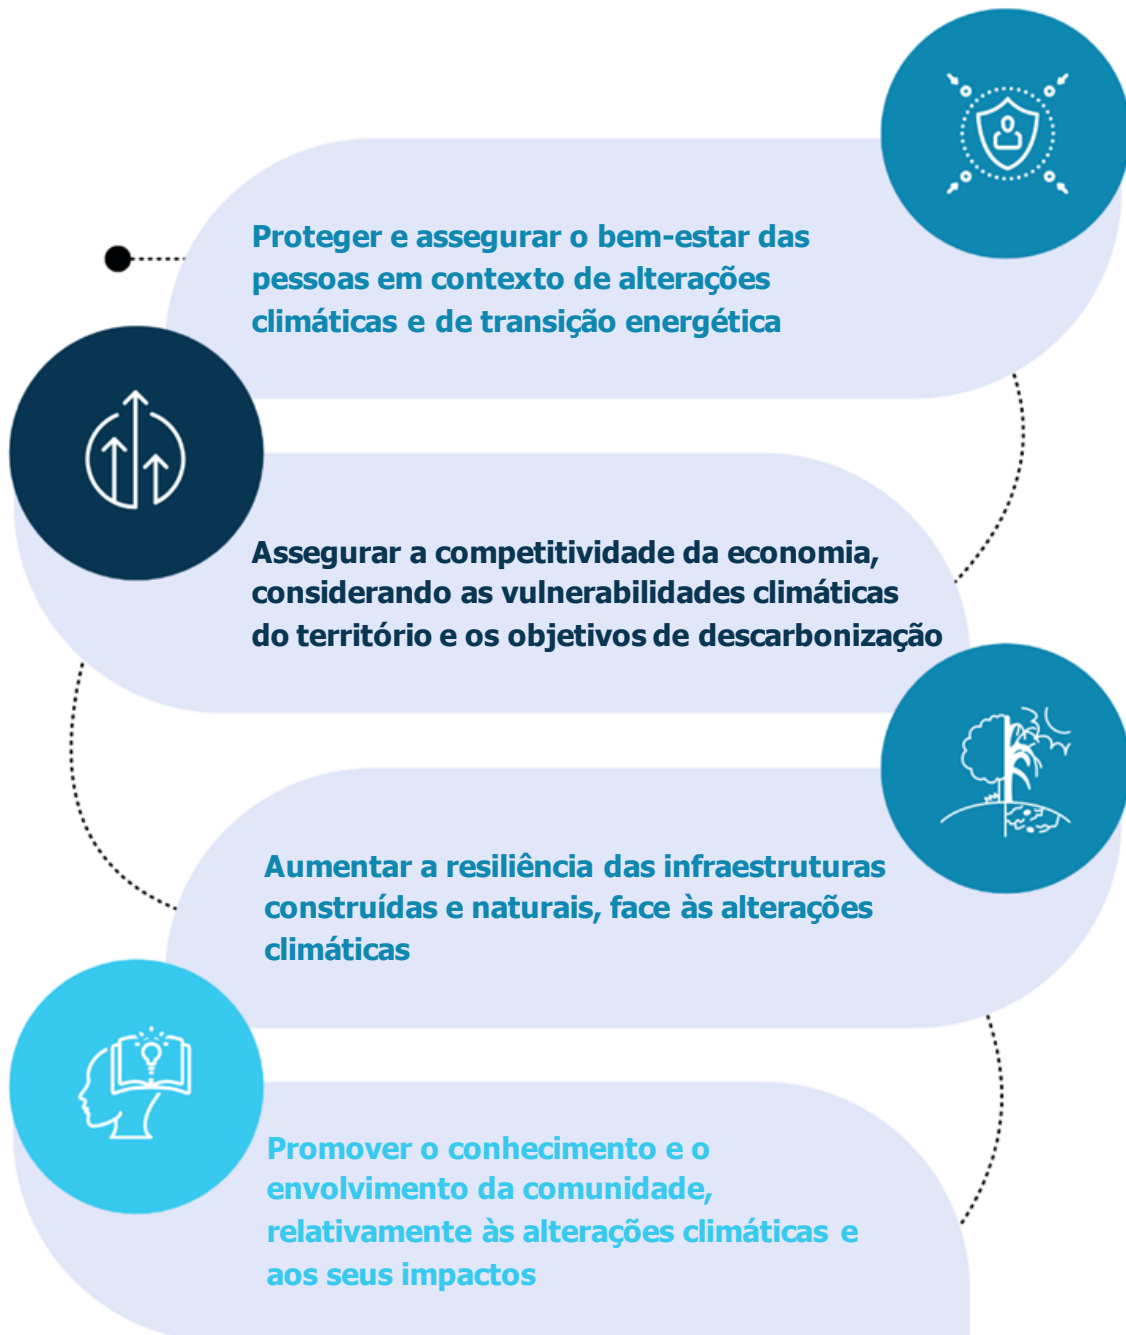 Proteger e assegurar o bem-estar das
pessoas em contexto de alterações
climáticas e de transição energética
Assegurar a competitividade da economia,
considerando as vulnerabilidades climáticas
do território e os objetivos de descarbonização
Aumentar a resiliência das infraestruturas
construídas e naturais, face às alterações
climáticas
Promover o conhecimento e o
envolvimento da comunidade,
relativamente às alterações climáticas e
aos seus impactos